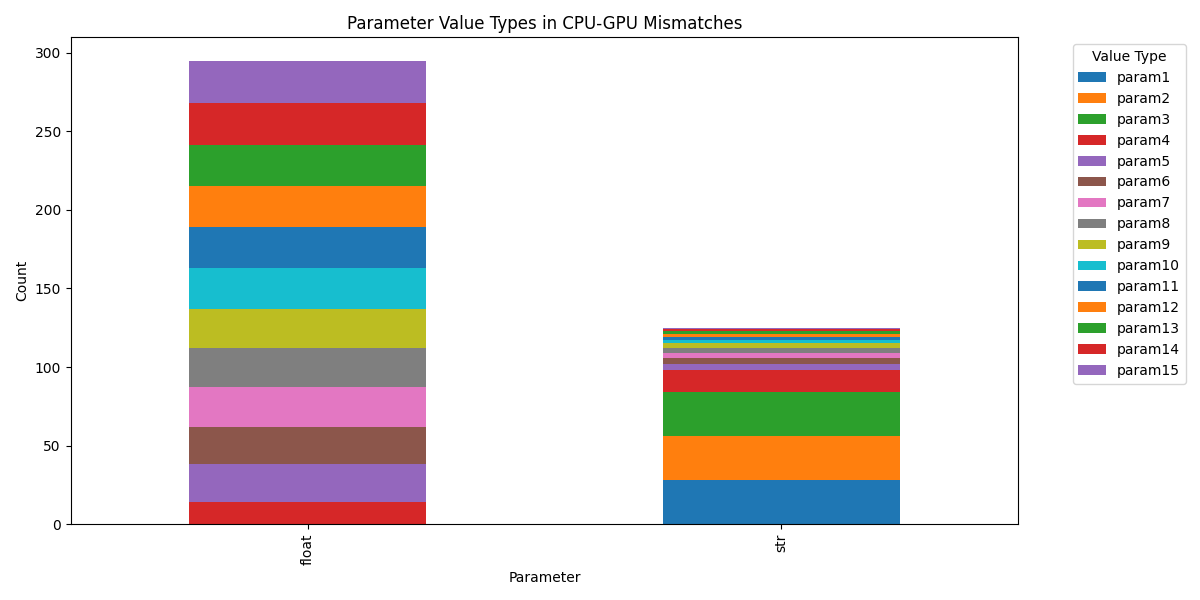 Parameter Value Types in CPU-GPU Mismatches
300
250
200
150
100
50
0
Count
float
str
Parameter
Value Type
param1
param2
param3
param4
param5
param6
param7
param8
param9
param10
param11
param12
param13
param14
param15